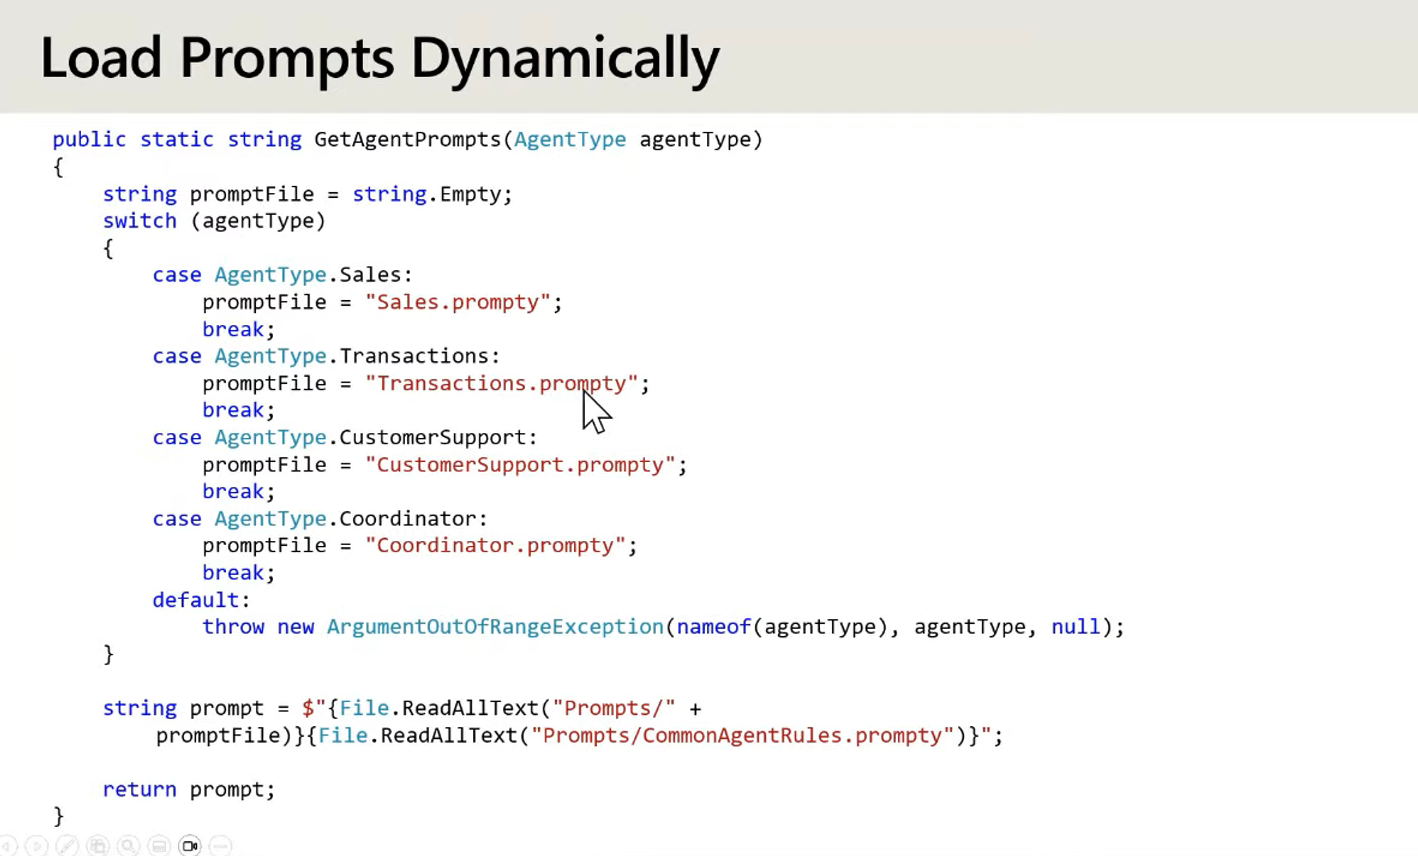 Load Prompts Dynamically
public static string GetAgentPrompts(AgentType agentType)
{
    string promptFile = string.Empty;
    switch (agentType)
    {
        case AgentType.Sales:
            promptFile = "Sales.prompty";
            break;
        case AgentType.Transactions:
            promptFile = "Transactions.prompty";
            break;
        case AgentType.CustomerSupport:
            promptFile = "CustomerSupport.prompty";
            break;
        case AgentType.Coordinator:
            promptFile = "Coordinator.prompty";
            break;
        default:
            throw new ArgumentOutOfRangeException(nameof(agentType), agentType, null);
    }
    string prompt = $"{File.ReadAllText("Prompts/" +
        promptFile)}{File.ReadAllText("Prompts/CommonAgentRules.prompty")}";
    return prompt;
}